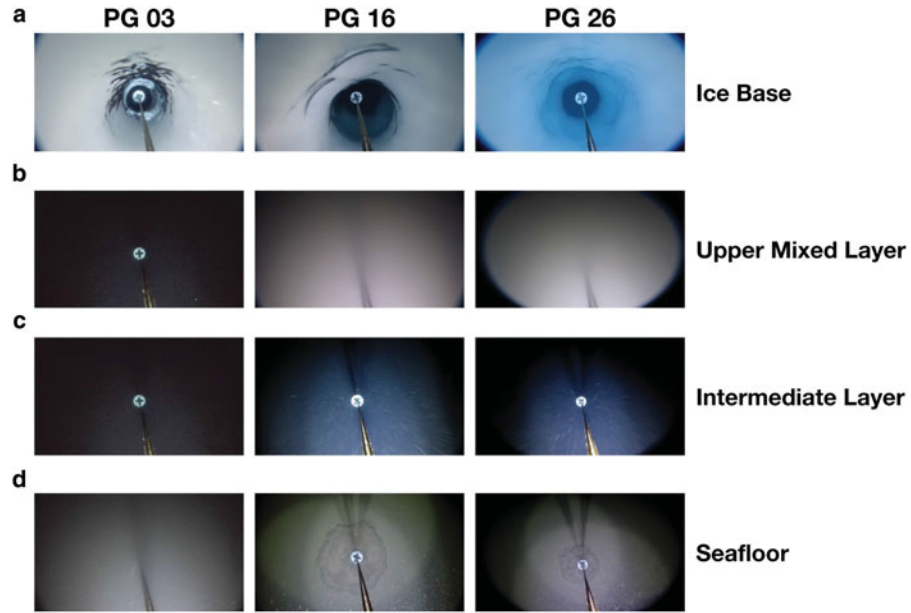 a
PG 03 PG 16 PG 26
Ice Base
b
Upper Mixed Layer
c
Intermediate Layer
d
Seafloor